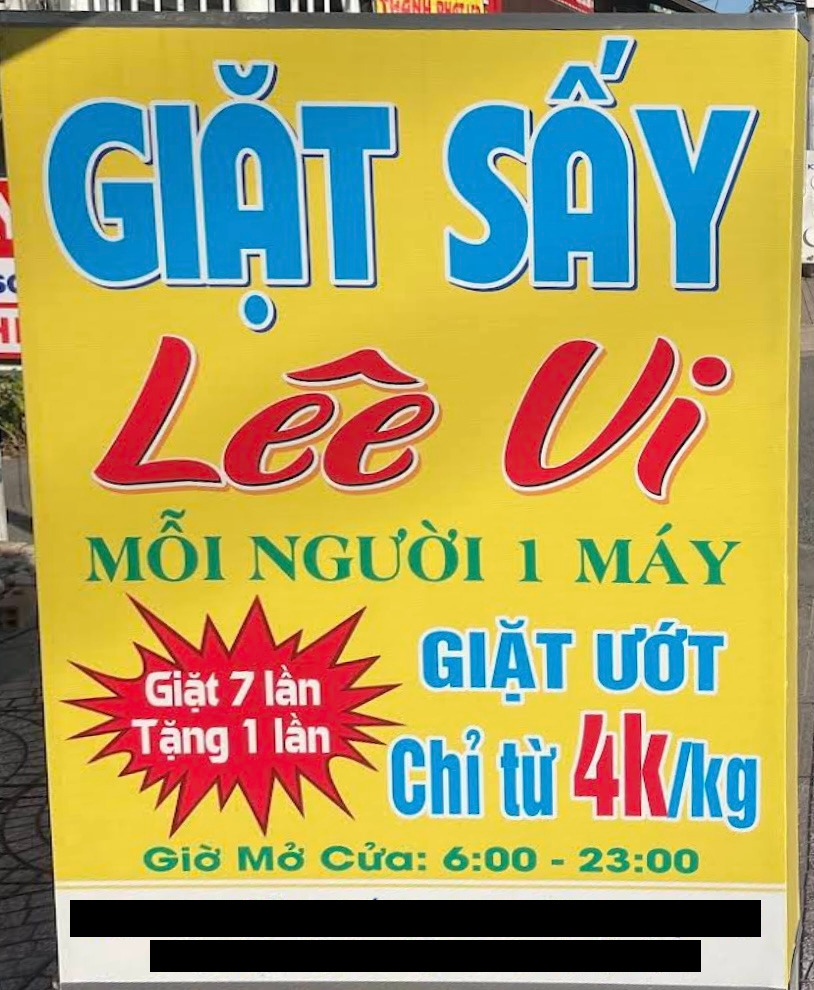 GIẶT SẤY
Lêê Vi
MỖI NGƯỜI 1 MÁY
Giặt 7 lần
Tặng 1 lần
GIẶT ƯỚT
Chỉ từ 4k/kg
Giờ Mở Cửa: 6:00 - 23:00